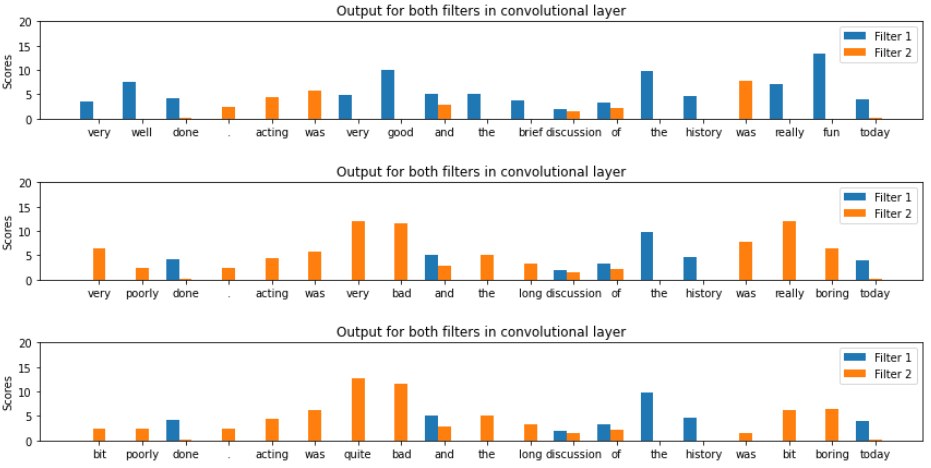 Output for both filters in convolutional layer
20
15
10
5
0
Scores
Filter 1
Filter 2
very well done . acting was very good and the brief discussion of the history was really fun today
Output for both filters in convolutional layer
20
15
10
5
0
Scores
Filter 1
Filter 2
very poorly done . acting was very bad and the long discussion of the history was really boring today
Output for both filters in convolutional layer
20
15
10
5
0
Scores
Filter 1
Filter 2
bit poorly done . acting was quite bad and the long discussion of the history was bit boring today